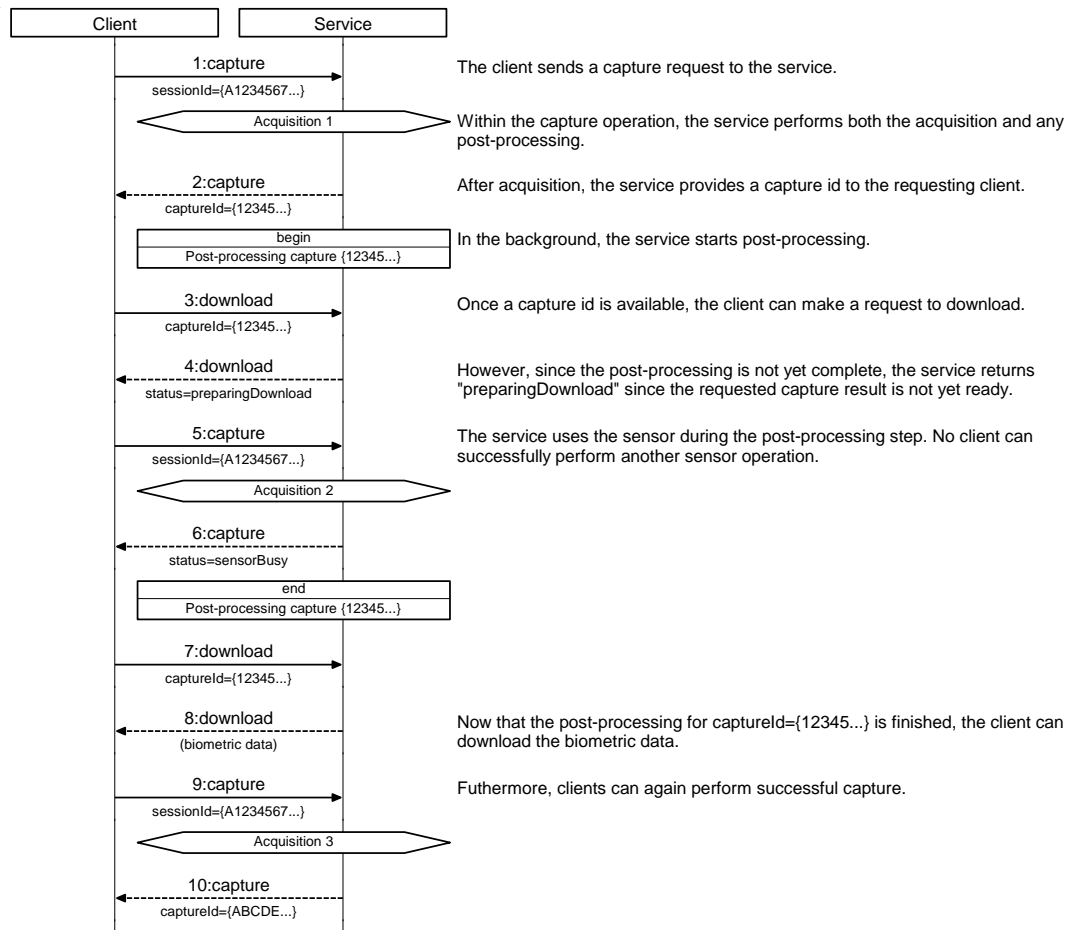 Client
Service
1:capture
The client sends a capture request to the service.
sessionId={A1234567...}
Acquisition 1
Within the capture operation, the service performs both the acquisition and any
post-processing.
2:capture
After acquisition, the service provides a capture id to the requesting client.
captureId={12345...}
begin
In the background, the service starts post-processing.
Post-processing capture {12345...}
3:download
Once a capture id is available, the client can make a request to download.
captureId={12345...}
4:download
However, since the post-processing is not yet complete, the service returns
"preparingDownload" since the requested capture result is not yet ready.
status=preparingDownload
5:capture
The service uses the sensor during the post-processing step. No client can
successfully perform another sensor operation.
sessionId={A1234567...}
Acquisition 2
6:capture
status=sensorBusy
end
Post-processing capture {12345...}
7:download
captureId={12345...}
8:download
Now that the post-processing for captureId={12345...} is finished, the client can
download the biometric data.
(biometric data)
9:capture
Futhermore, clients can again perform successful capture.
sessionId={A1234567...}
Acquisition 3
10:capture
captureId={ABCDE...}